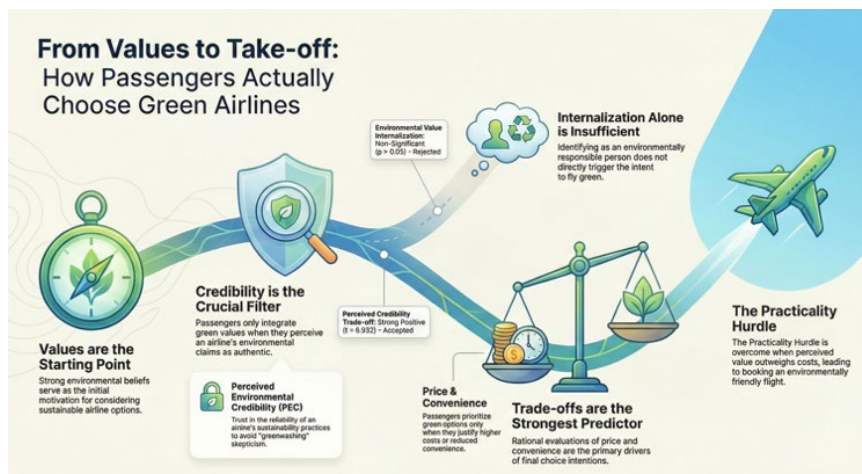 From Values to Take-off:
How Passengers Actually
Choose Green Airlines
Values are the
Starting Point
Strong environmental beliefs
serve as the initial
motivation for considering
sustainable airline options.
Credibility is the
Crucial Filter
Passengers only integrate
green values when they perceive
an airline's environmental
claims as authentic.
Perceived
Environmental
Credibility (PEC)
Trust in the reliability of an
airline's sustainability practices
to avoid "greenwashing"
skepticism.
Environmental Value
Internalization:
Non-Significant
(p > 0.05) - Rejected
Perceived Credibility
Trade-off: Strong Positive
(t = 6.932) - Accepted
Internalization Alone
is Insufficient
Identifying as an environmentally
responsible person does not
directly trigger the intent
to fly green.
Price &
Convenience
Passengers prioritize
green options only
when they justify higher
costs or reduced
convenience.
Trade-offs are the
Strongest Predictor
Rational evaluations of price and
convenience are the primary drivers
of final choice intentions.
The Practicality
Hurdle
The Practicality Hurdle is
overcome when perceived
value outweighs costs, leading
to booking an environmentally
friendly flight.